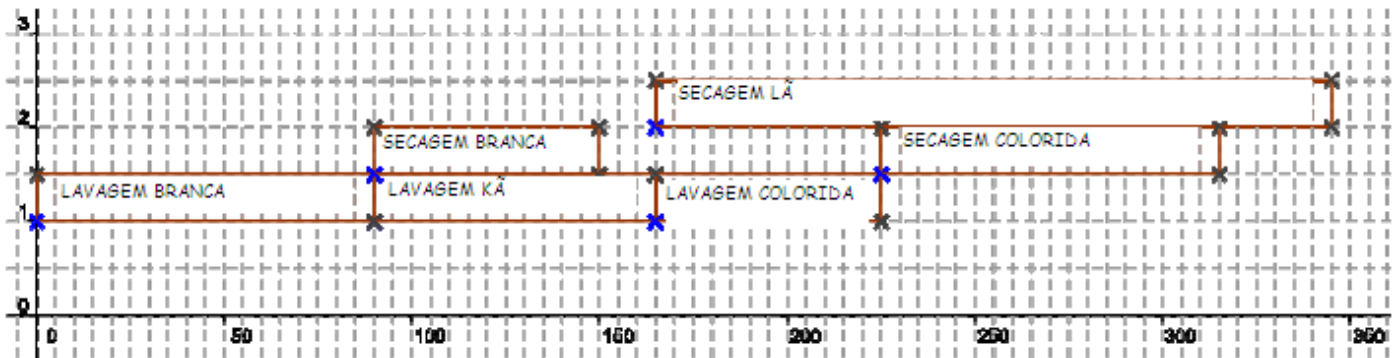 3
SECAGEM LÃ
2
SECAGEM BRANCA
SECAGEM COLORIDA
LAVAGEM BRANCA
LAVAGEM KÃ
LAVAGEM COLORIDA
1
0
0 50 100 150 200 250 300 350